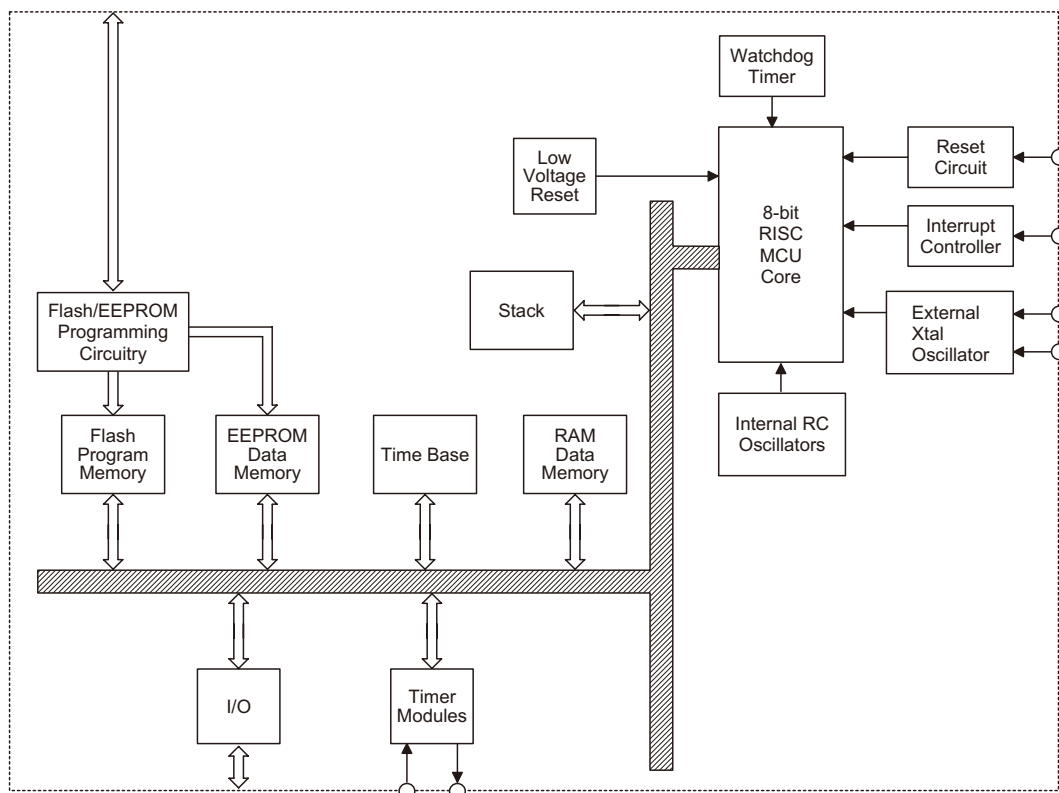 Watchdog
Timer
Low
Voltage
Reset
8-bit
RISC
MCU
Core
Reset
Circuit
Interrupt
Controller
External
Xtal
Oscillator
Internal RC
Oscillators
Stack
Flash/EEPROM
Programming
Circuitry
Flash
Program
Memory
EEPROM
Data
Memory
Time Base
RAM
Data
Memory
I/O
Timer
Modules